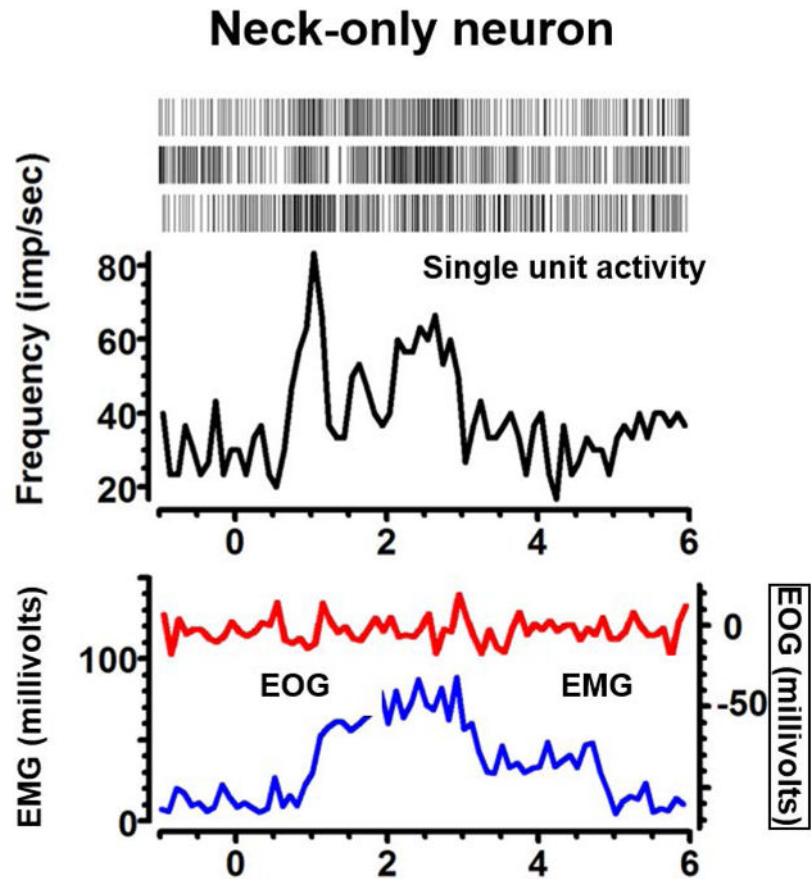 Neck-only neuron
Frequency (imp/sec)
Single unit activity
80
60
40
20
0 2 4 6
EMG (millivolts)
100
0
EOG
EMG
0
-50
EOG (millivolts)
0 2 4 6